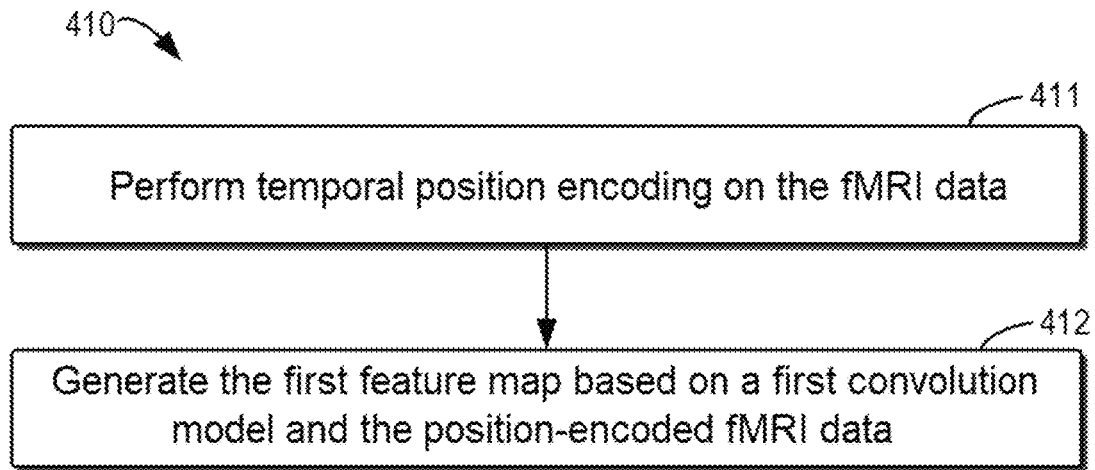 410
411
Perform temporal position encoding on the fMRI data
412
Generate the first feature map based on a first convolution
model and the position-encoded fMRI data